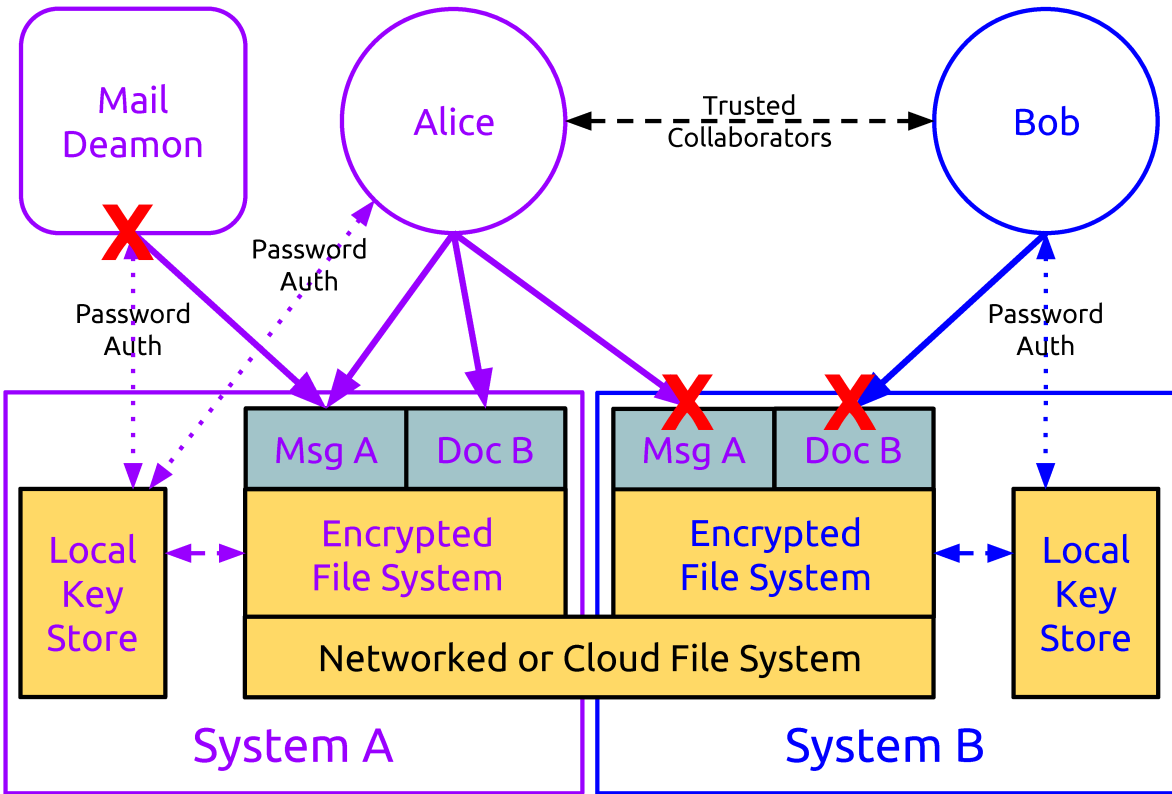 Mail
Deamon
Alice
Trusted
Collaborators
Bob
X
Password
Auth
Password
Auth
Password
Auth
X
X
Msg A
Doc B
Msg A
Doc B
Local
Key
Store
Encrypted
File System
Encrypted
File System
Local
Key
Store
Networked or Cloud File System
System A
System B